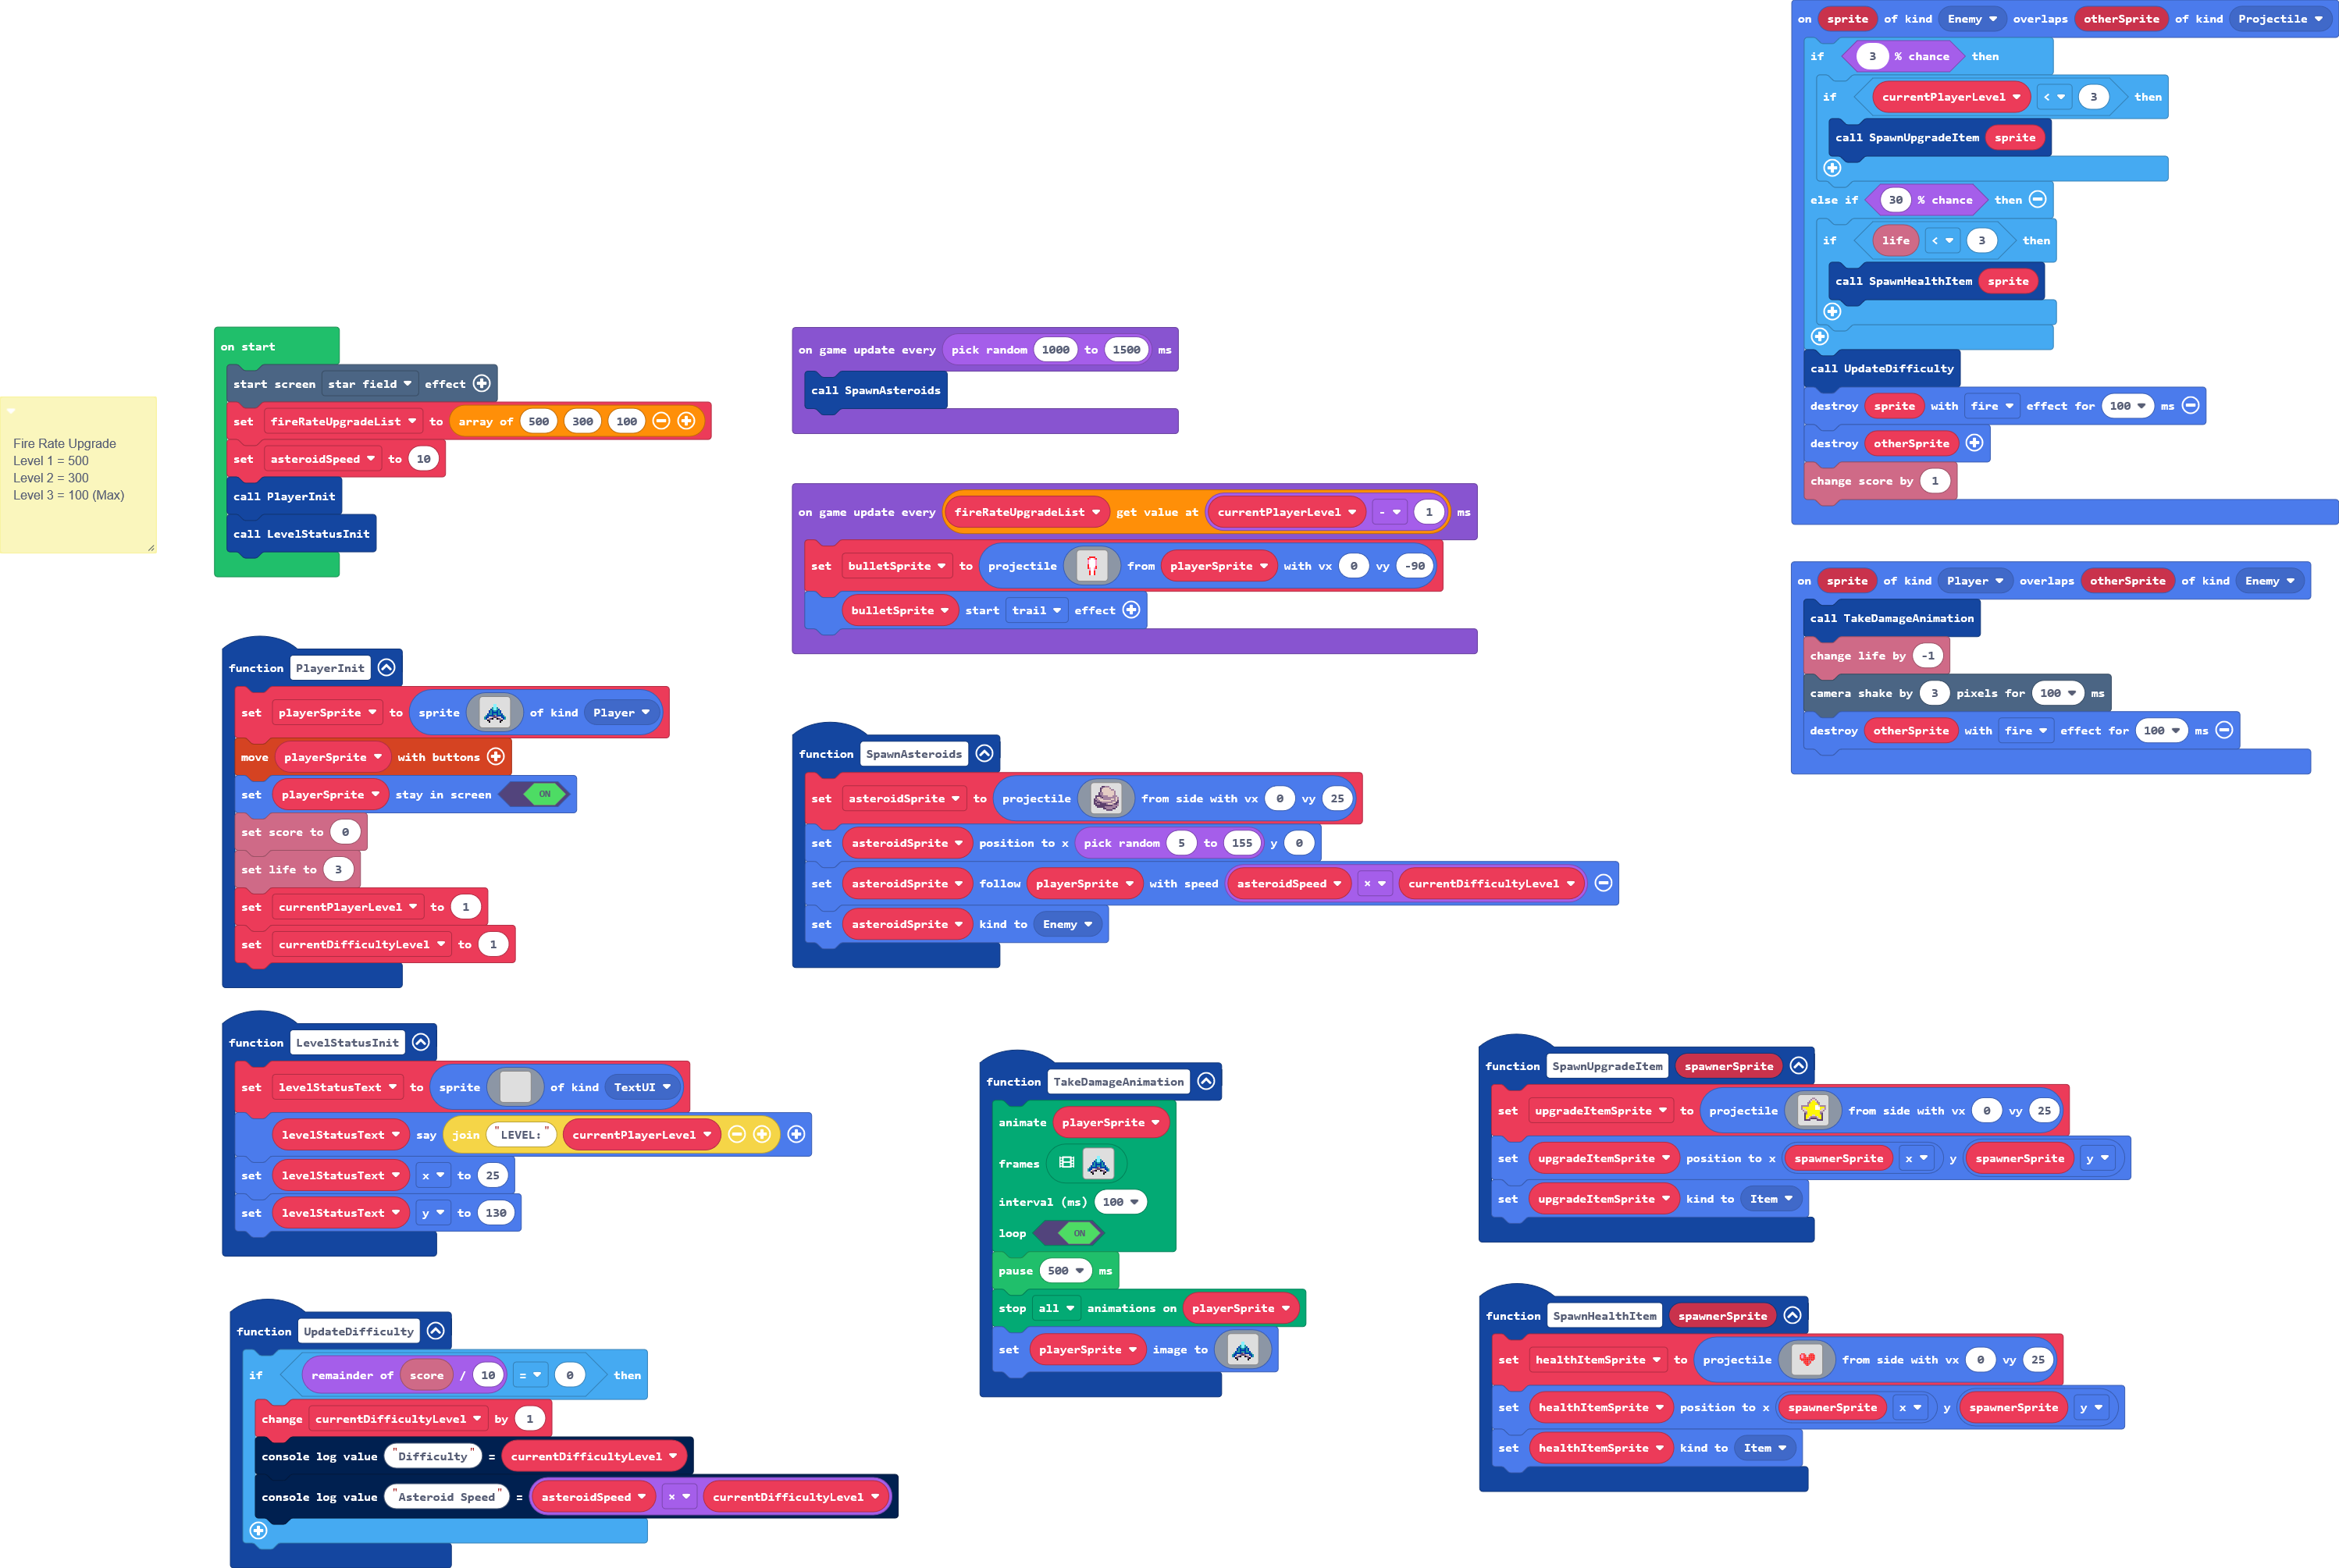 Fire Rate Upgrade
Level 1 = 500
Level 2 = 300
Level 3 = 100 (Max)
on start
start screen star field effect
set fireRateUpgradeList to array of 500 300 100
set asteroidSpeed to 10
call PlayerInit
call LevelStatusInit
function PlayerInit
set playerSprite to sprite of kind Player
move playerSprite with buttons
set playerSprite stay in screen ON
set score to 0
set life to 3
set currentPlayerLevel to 1
set currentDifficultyLevel to 1
function LevelStatusInit
set levelStatusText to sprite of kind TextUI
levelStatusText say join "LEVEL:" currentPlayerLevel
set levelStatusText x to 25
set levelStatusText y to 130
function UpdateDifficulty
if remainder of score / 10 = 0 then
change currentDifficultyLevel by 1
console log value "Difficulty" = currentDifficultyLevel
console log value "Asteroid Speed" = asteroidSpeed × currentDifficultyLevel
on game update every pick random 1000 to 1500 ms
call SpawnAsteroids
on game update every fireRateUpgradeList get value at currentPlayerLevel - 1 ms
set bulletSprite to projectile from playerSprite with vx 0 vy -90
bulletSprite start trail effect
function SpawnAsteroids
set asteroidSprite to projectile from side with vx 0 vy 25
set asteroidSprite position to x pick random 5 to 155 y 0
set asteroidSprite follow playerSprite with speed asteroidSpeed × currentDifficultyLevel
set asteroidSprite kind to Enemy
function TakeDamageAnimation
animate playerSprite
frames
interval (ms) 100
loop ON
pause 500 ms
stop all animations on playerSprite
set playerSprite image to
on sprite of kind Enemy overlaps otherSprite of kind Projectile
if 3 % chance then
if currentPlayerLevel < 3 then
call SpawnUpgradeItem sprite
else if 30 % chance then
if life < 3 then
call SpawnHealthItem sprite
call UpdateDifficulty
destroy sprite with fire effect for 100 ms
destroy otherSprite
change score by 1
on sprite of kind Player overlaps otherSprite of kind Enemy
call TakeDamageAnimation
change life by -1
camera shake by 3 pixels for 100 ms
destroy otherSprite with fire effect for 100 ms
function SpawnUpgradeItem spawnerSprite
set upgradeItemSprite to projectile from side with vx 0 vy 25
set upgradeItemSprite position to x spawnerSprite x y spawnerSprite y
set upgradeItemSprite kind to Item
function SpawnHealthItem spawnerSprite
set healthItemSprite to projectile from side with vx 0 vy 25
set healthItemSprite position to x spawnerSprite x y spawnerSprite y
set healthItemSprite kind to Item